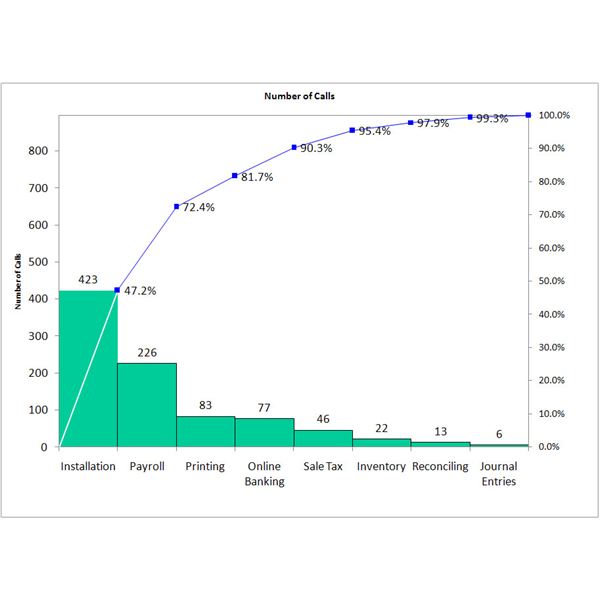 Number of Calls
Number of Calls
800
700
600
500
400
300
200
100
0
100.0%
90.0%
80.0%
70.0%
60.0%
50.0%
40.0%
30.0%
20.0%
10.0%
0.0%
423
226
83
77
46
22
13
6
47.2%
72.4%
81.7%
90.3%
95.4%
97.9%
99.3%
Installation
Payroll
Printing
Online
Banking
Sale Tax
Inventory
Reconciling
Journal
Entries